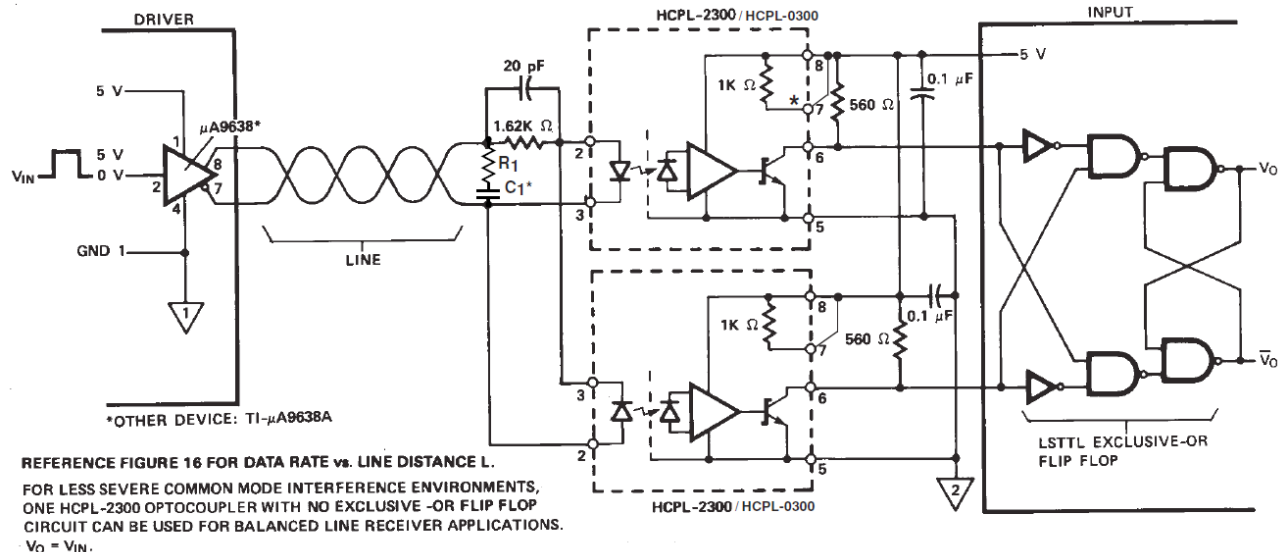 DRIVER
HCPL-2300 / HCPL-0300
INPUT
5 V
μA9638*
1
8
7
2
4
VIN
5 V
0 V
GND 1
1
LINE
20 pF
1.62K Ω
R1
C1*
2
3
1K Ω
*
8
7
6
5
560 Ω
0.1 μF
5 V
VO
V̅O
3
2
1K Ω
8
7
6
5
560 Ω
0.1 μF
2
LSTTL EXCLUSIVE-OR
FLIP FLOP
HCPL-2300 / HCPL-0300
*OTHER DEVICE: TI-μA9638A
REFERENCE FIGURE 16 FOR DATA RATE vs. LINE DISTANCE L.
FOR LESS SEVERE COMMON MODE INTERFERENCE ENVIRONMENTS,
ONE HCPL-2300 OPTOCOUPLER WITH NO EXCLUSIVE -OR FLIP FLOP
CIRCUIT CAN BE USED FOR BALANCED LINE RECEIVER APPLICATIONS.
VO = VIN.